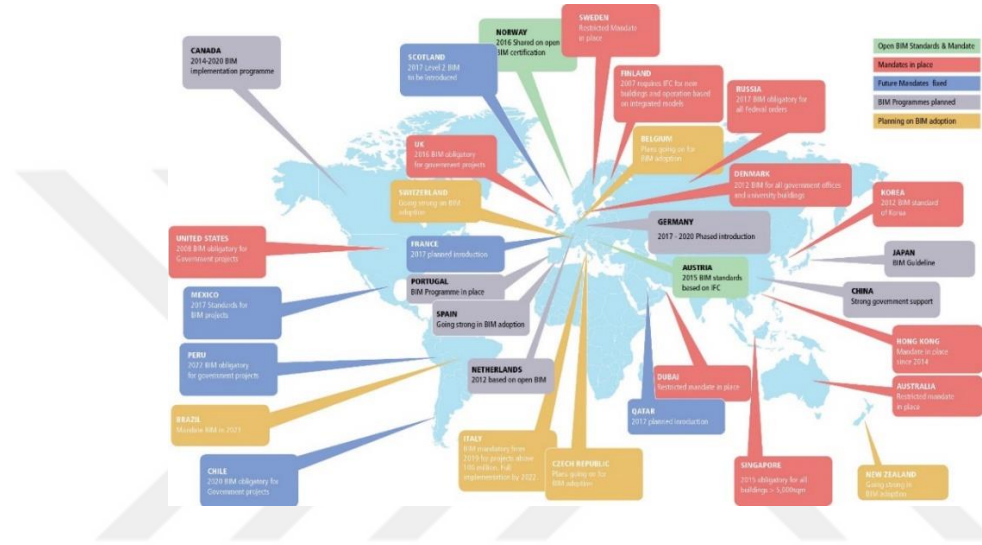 CANADA
2014-2020 BIM
implementation programme
SCOTLAND
2017 Level 2 BIM
to be introduced
NORWAY
2016 Shared on open
BIM certification
SWEDEN
Restricted Mandate
in place
FINLAND
2007 requires IFC for new
buildings and operation based
on integrated models
RUSSIA
2017 BIM obligatory for
all Federal orders
Open BIM Standards & Mandate
Mandates in place
Future Mandates fixed
BIM Programmes planned
Planning on BIM adoption
UK
2016 BIM obligatory
for government projects
BELGIUM
Plans going on for
BIM adoption
SWITZERLAND
Going strong on BIM
adoption
DENMARK
2012 BIM for all government offices
and university buildings
KOREA
2012 BIM standard
of Korea
UNITED STATES
2008 BIM obligatory for
Government projects
FRANCE
2017 planned inroduction
GERMANY
2017 - 2020 Phased introduction
JAPAN
BIM Guideline
PORTUGAL
BIM Programme in place
AUSTRIA
2015 BIM standards
based on IFC
CHINA
Strong government support
MEXICO
2017 Standards for
BIM projects
SPAIN
Going strong in BIM adoption
HONG KONG
Mandate in place
since 2014
PERU
2022 BIM obligatory
for government projects
NETHERLANDS
2012 based on open BIM
DUBAI
Restricted mandate in place
AUSTRALIA
Restricted mandate
in place
BRAZIL
BIM in 2021
QATAR
2017 planned inroduction
ITALY
BIM mandatory from
2019 for projects above
100 million. Full
implementation by 2022
CZECH REPUBLIC
Plans going on for
BIM adoption
CHILE
2020 BIM obligatory for
Government projects
SINGAPORE
2015 obligatory for all
buildings > 5,000sqm
NEW ZEALAND
Going strong in
BIM adoption